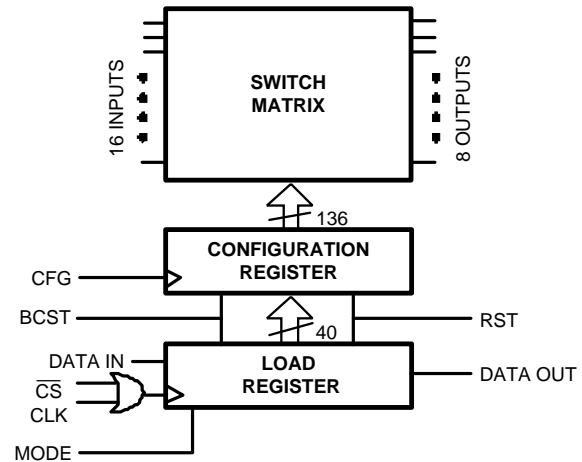 SWITCH
MATRIX
16 INPUTS
8 OUTPUTS
136
CONFIGURATION
REGISTER
CFG
BCST
RST
40
DATA IN
LOAD
REGISTER
DATA OUT
CS
CLK
MODE